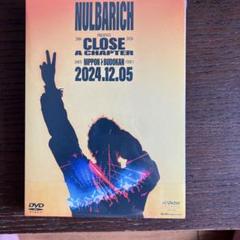 NULBARICH
CLOSE
A CHAPTER
NIPPON BUDOKAN
2024.12.05
DVD